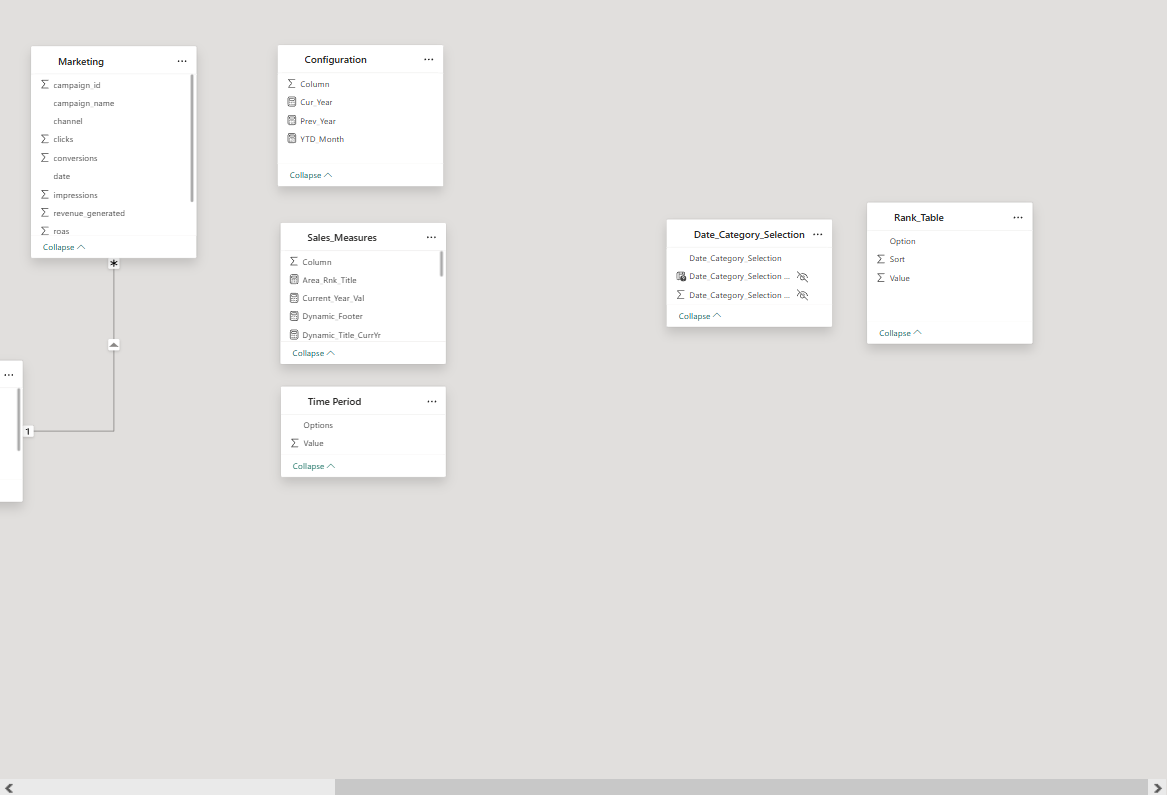 Marketing
campaign_id
campaign_name
channel
clicks
conversions
date
impressions
revenue_generated
roas
Collapse
*
1
Configuration
Column
Cur_Year
Prev_Year
YTD_Month
Collapse
Sales_Measures
Column
Area_Rnk_Title
Current_Year_Val
Dynamic_Footer
Dynamic_Title_CurrYr
Collapse
Time Period
Options
Value
Collapse
Date_Category_Selection
Date_Category_Selection
Date_Category_Selection ...
Date_Category_Selection ...
Collapse
Rank_Table
Option
Sort
Value
Collapse